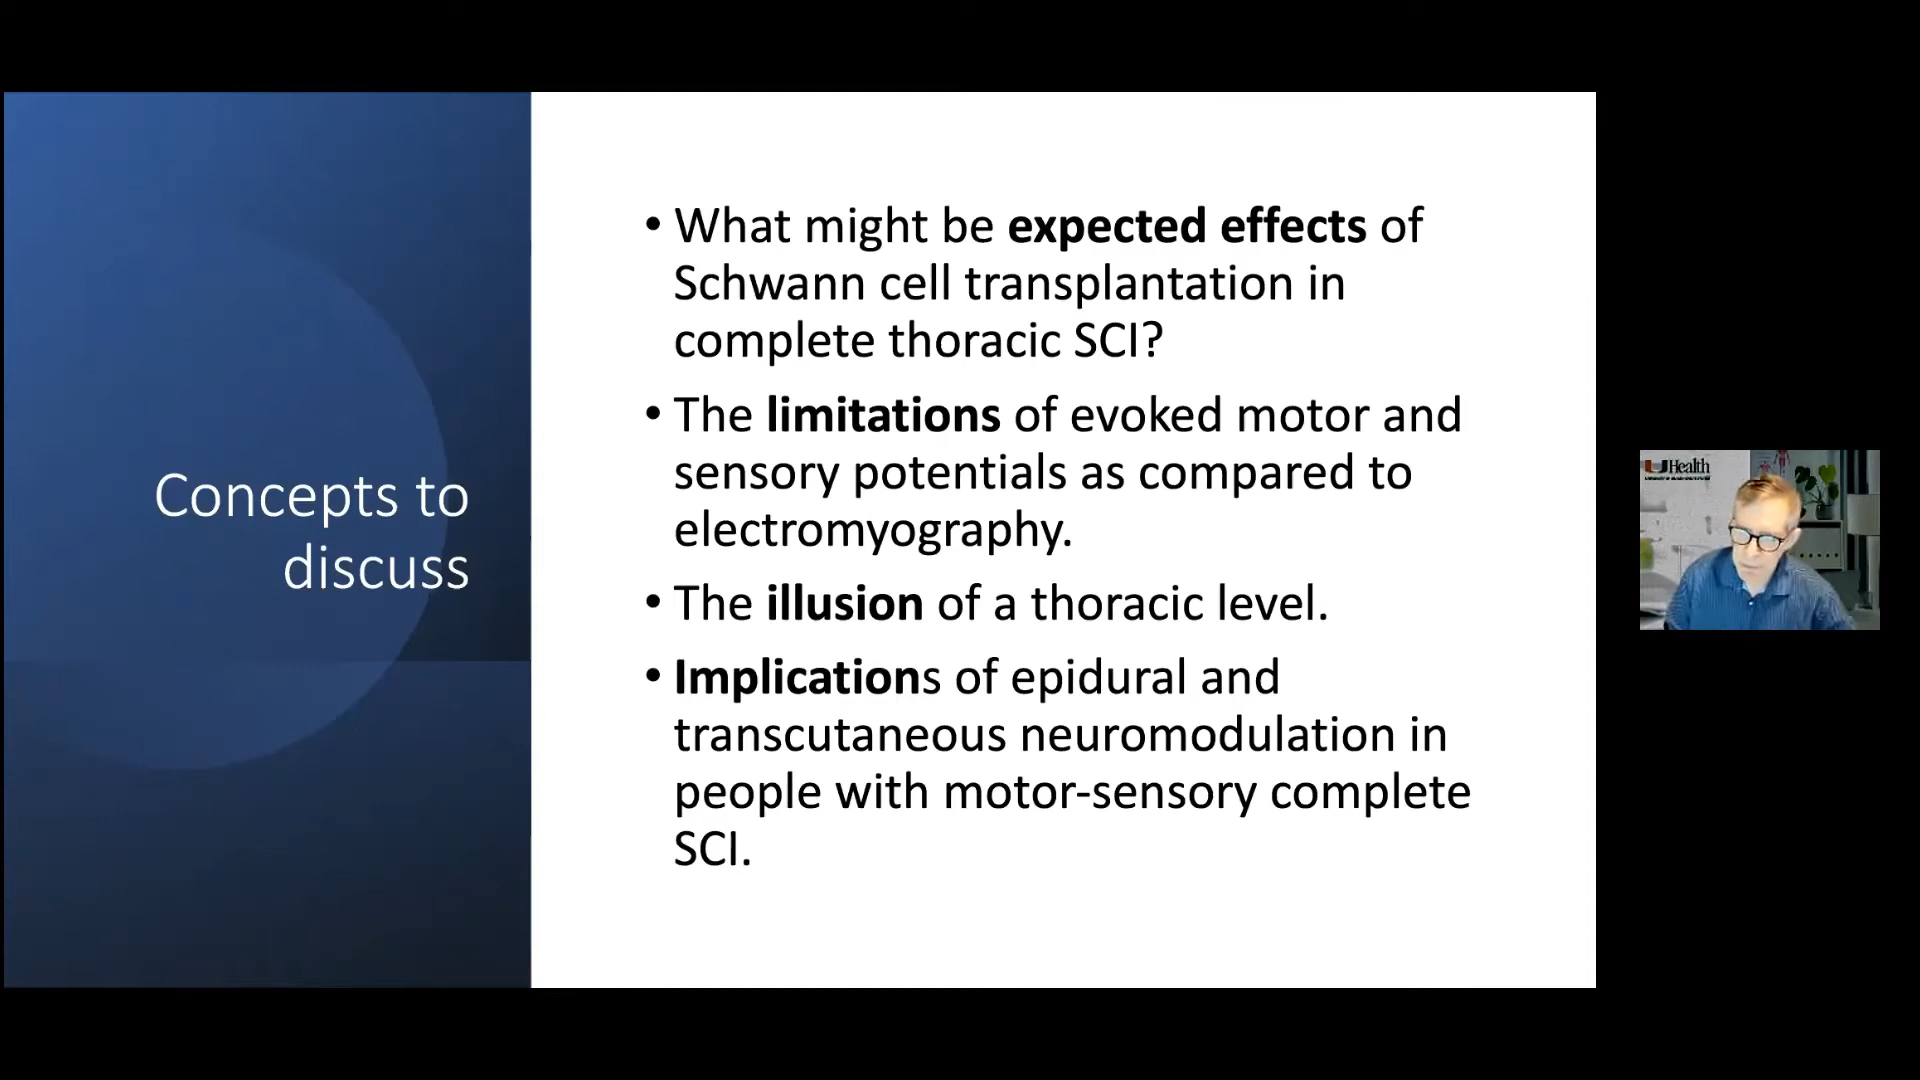 Concepts to
discuss
• What might be expected effects of
Schwann cell transplantation in
complete thoracic SCI?
• The limitations of evoked motor and
sensory potentials as compared to
electromyography.
• The illusion of a thoracic level.
• Implications of epidural and
transcutaneous neuromodulation in
people with motor-sensory complete
SCI.
UHealth